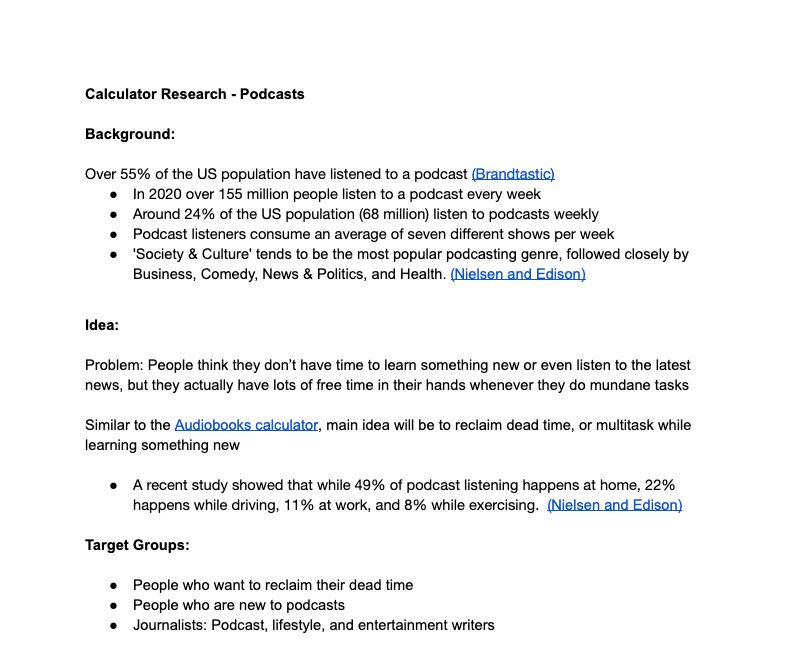 Calculator Research - Podcasts
Background:
Over 55% of the US population have listened to a podcast (Brandtastic)
● In 2020 over 155 million people listen to a podcast every week
● Around 24% of the US population (68 million) listen to podcasts weekly
● Podcast listeners consume an average of seven different shows per week
● 'Society & Culture' tends to be the most popular podcasting genre, followed closely by
Business, Comedy, News & Politics, and Health. (Nielsen and Edison)
Idea:
Problem: People think they don’t have time to learn something new or even listen to the latest
news, but they actually have lots of free time in their hands whenever they do mundane tasks
Similar to the Audiobooks calculator, main idea will be to reclaim dead time, or multitask while
learning something new
● A recent study showed that while 49% of podcast listening happens at home, 22%
happens while driving, 11% at work, and 8% while exercising. (Nielsen and Edison)
Target Groups:
● People who want to reclaim their dead time
● People who are new to podcasts
● Journalists: Podcast, lifestyle, and entertainment writers